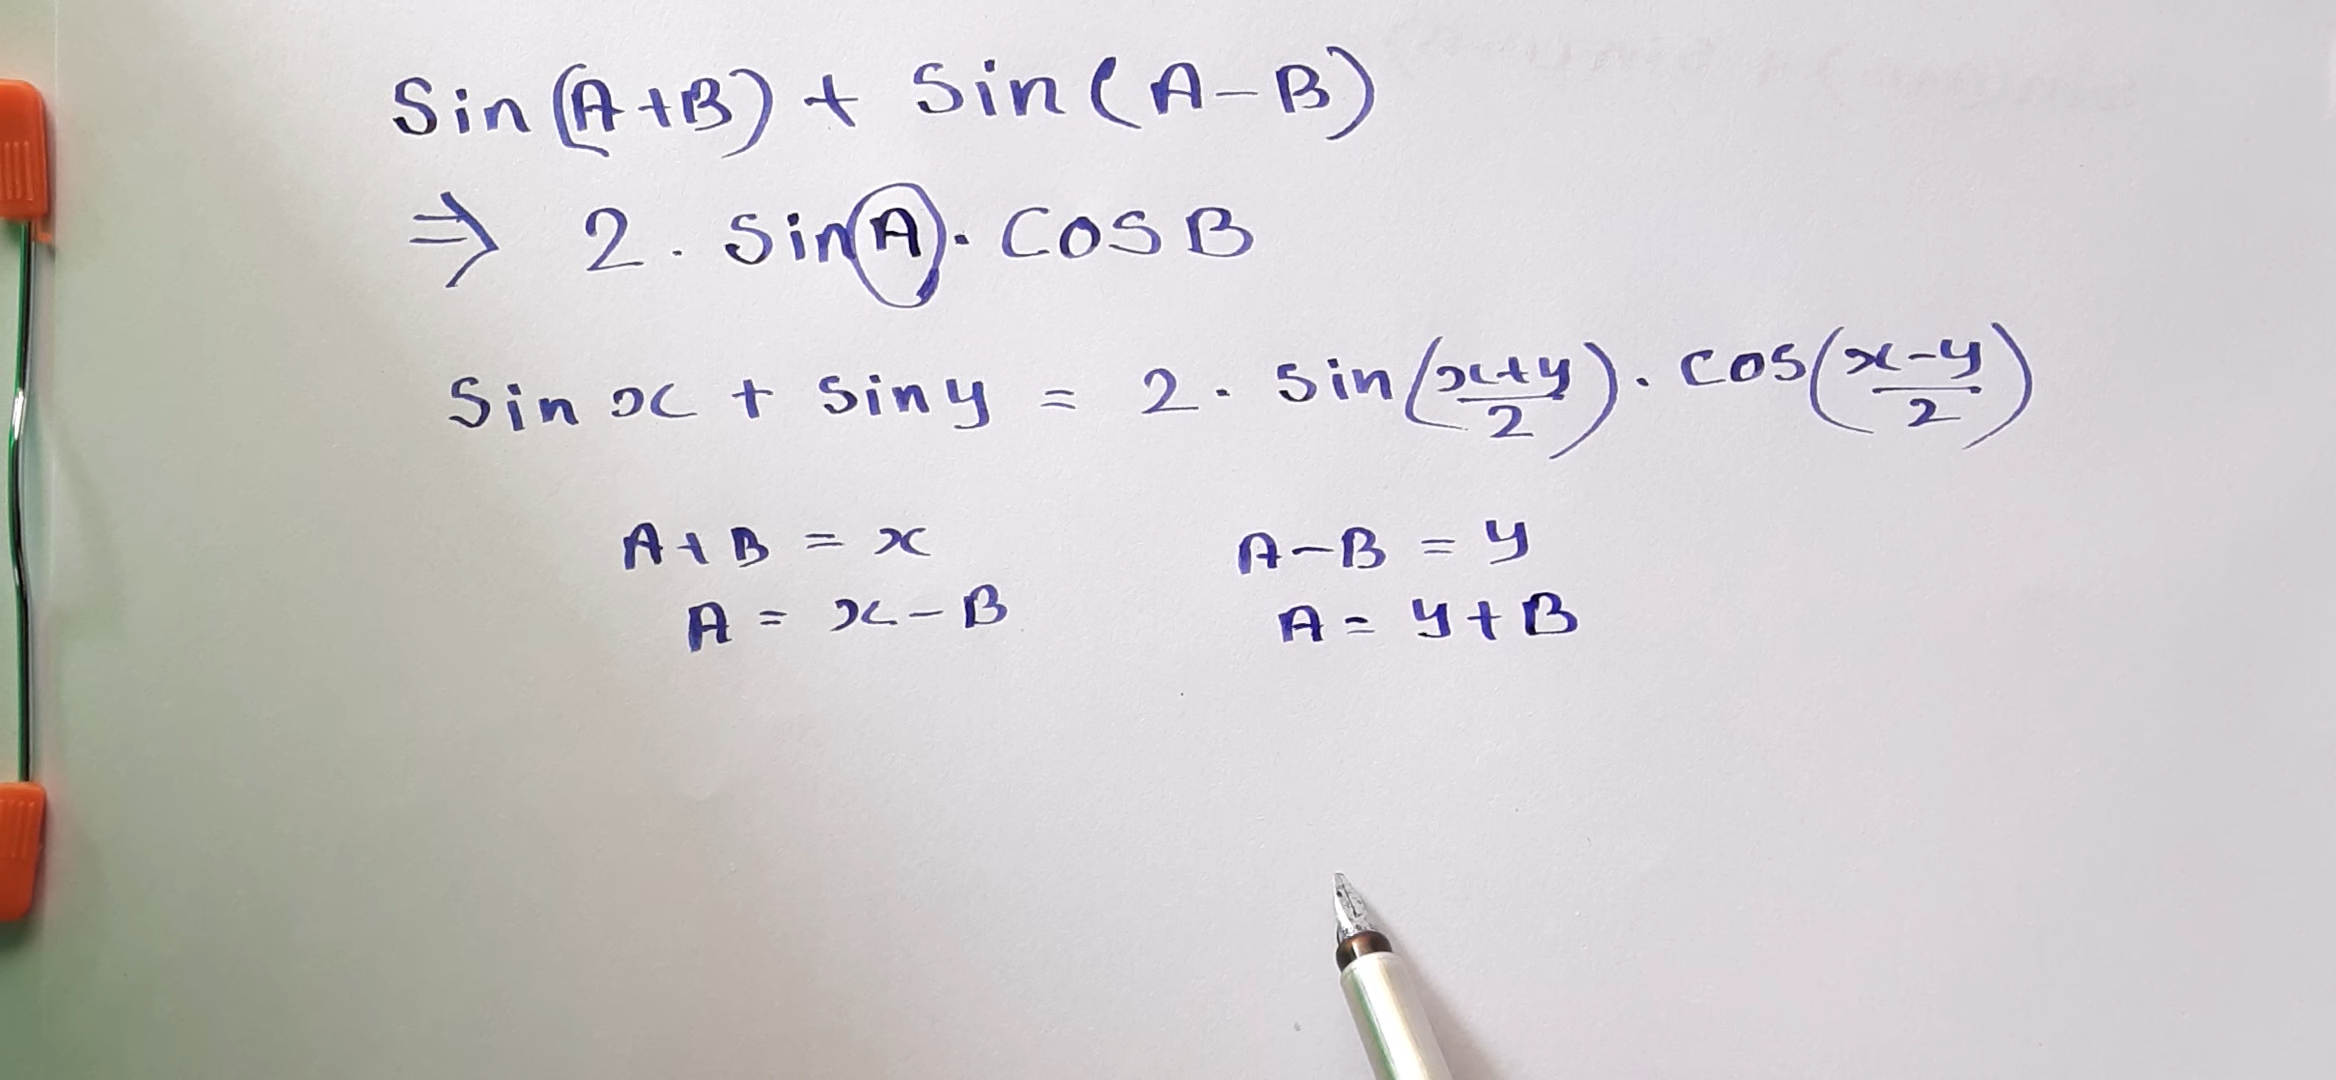 Sin (A+B) + Sin (A-B)
⇒ 2. Sin A. COS B
Sin x + Sin y = 2. Sin (x+y/2). COS (x-y/2)
A+B = x A-B = y
A = x-B A = y+B